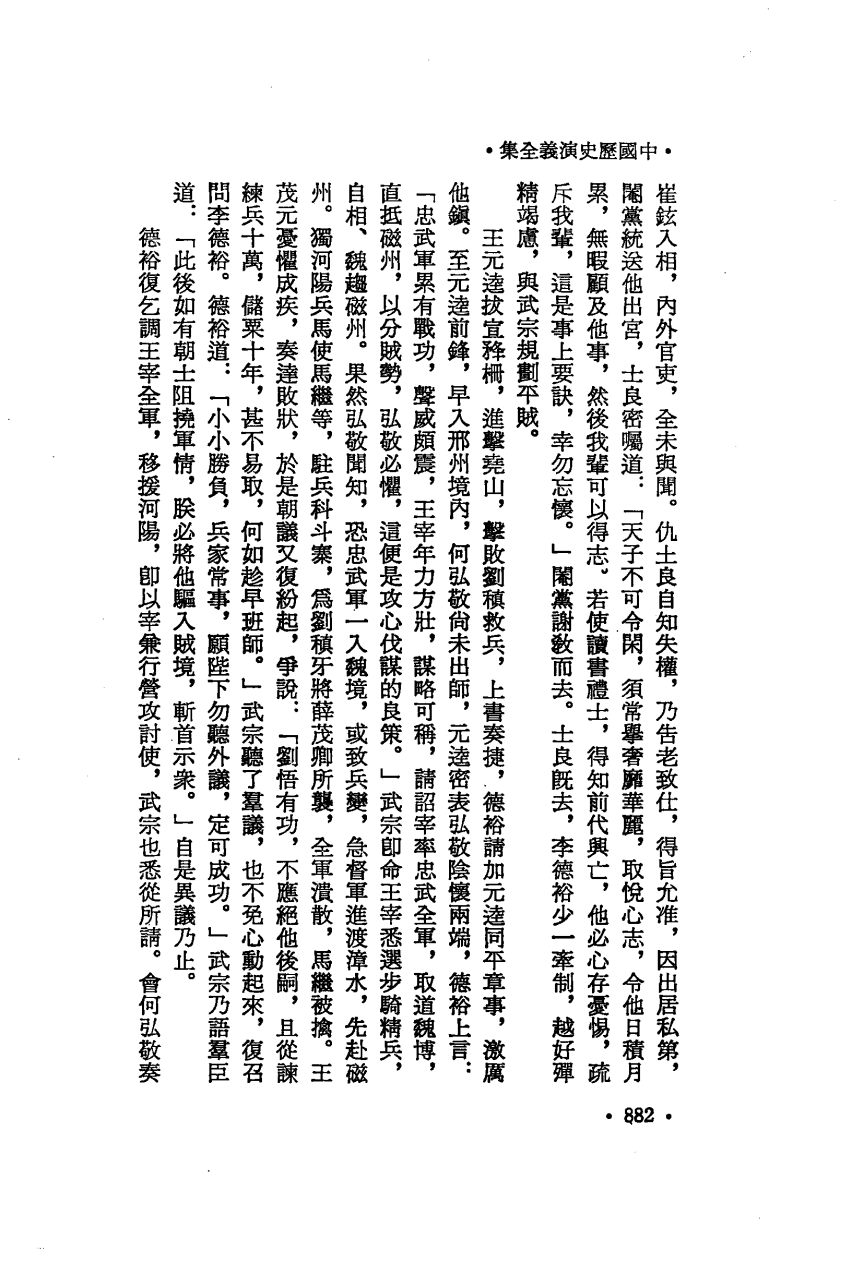 •中國歷史演義全集•
崔鉉入相，內外官吏，全未與聞。仇士良自知失權，乃告老致仕，得旨允准，因出居私第，
閹黨統送他出宮，士良密囑道：「天子不可令閑，須常舉奢靡華麗，取悅心志，令他日積月
累，無暇顧及他事，然後我輩可以得志。若使讀書禮士，得知前代興亡，他必心存憂惕，疏
斥我輩，這是事上要訣，幸勿忘懷。」閹黨謝敎而去。士良旣去，李德裕少一牽制，越好殫
精竭慮，與武宗規劃平賊。
王元逵拔宣務柵，進擊堯山，擊敗劉稹救兵，上書奏捷，德裕請加元逵同平章事，激厲
他鎭。至元逵前鋒，早入邢州境內，何弘敬尙未出師，元逵密表弘敬陰懷兩端，德裕上言：
「忠武軍累有戰功，聲威頗震，王宰年力方壯，謀略可稱，請詔宰率忠武全軍，取道魏博，
直抵磁州，以分賊勢，弘敬必懼，這便是攻心伐謀的良策。」武宗卽命王宰悉選步騎精兵，
自相、魏趨磁州。果然弘敬聞知，恐忠武軍一入魏境，或致兵變，急督軍進渡漳水，先赴磁
州。獨河陽兵馬使馬繼等，駐兵科斗寨，爲劉稹牙將薛茂卿所襲，全軍潰散，馬繼被擒。王
茂元憂懼成疾，奏達敗狀，於是朝議又復紛起，爭說：「劉悟有功，不應絕他後嗣，且從諫
練兵十萬，儲粟十年，甚不易取，何如趁早班師。」武宗聽了羣議，也不免心動起來，復召
問李德裕。德裕道：「小小勝負，兵家常事，願陛下勿聽外議，定可成功。」武宗乃語羣臣
道：「此後如有朝士阻撓軍情，朕必將他驅入賊境，斬首示衆。」自是異議乃止。
德裕復乞調王宰全軍，移援河陽，卽以宰兼行營攻討使，武宗也悉從所請。會何弘敬奏
•882•